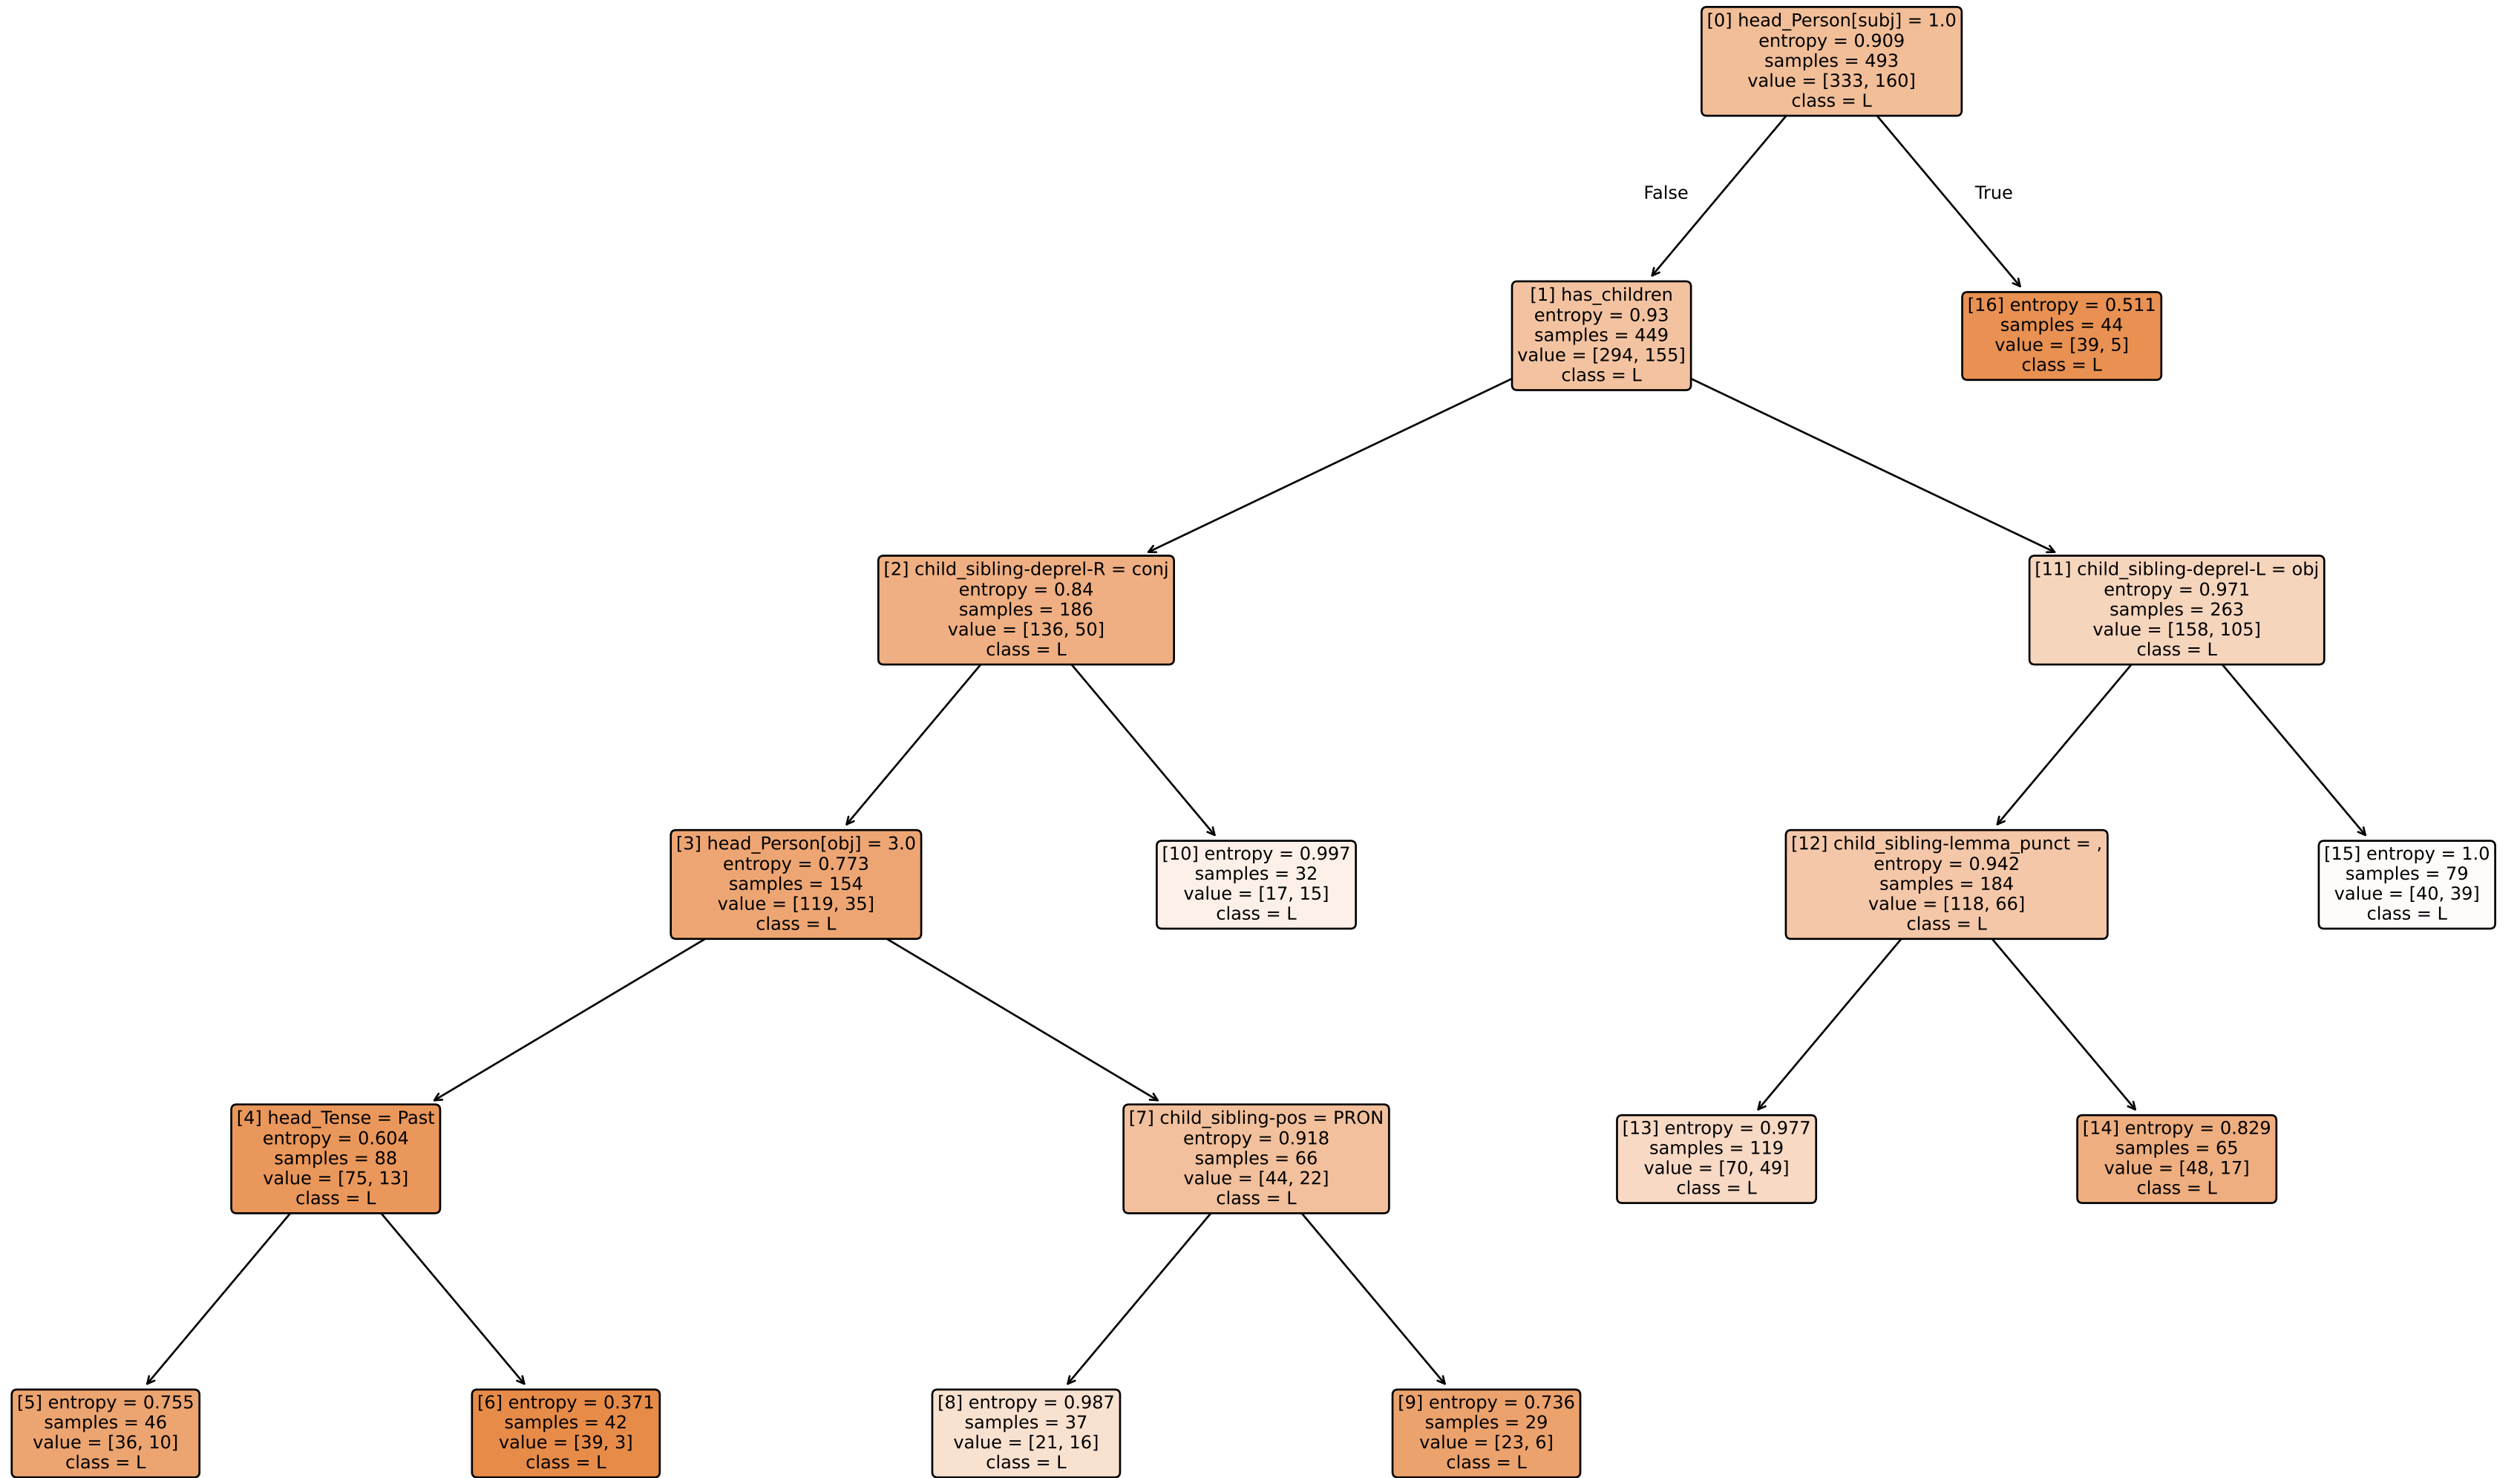 [0] head_Person[subj] = 1.0
entropy = 0.909
samples = 493
value = [333, 160]
class = L
False
True
[1] has_children
entropy = 0.93
samples = 449
value = [294, 155]
class = L
[16] entropy = 0.511
samples = 44
value = [39, 5]
class = L
[2] child_sibling-deprel-R = conj
entropy = 0.84
samples = 186
value = [136, 50]
class = L
[11] child_sibling-deprel-L = obj
entropy = 0.971
samples = 263
value = [158, 105]
class = L
[3] head_Person[obj] = 3.0
entropy = 0.773
samples = 154
value = [119, 35]
class = L
[10] entropy = 0.997
samples = 32
value = [17, 15]
class = L
[12] child_sibling-lemma_punct = ,
entropy = 0.942
samples = 184
value = [118, 66]
class = L
[15] entropy = 1.0
samples = 79
value = [40, 39]
class = L
[4] head_Tense = Past
entropy = 0.604
samples = 88
value = [75, 13]
class = L
[7] child_sibling-pos = PRON
entropy = 0.918
samples = 66
value = [44, 22]
class = L
[13] entropy = 0.977
samples = 119
value = [70, 49]
class = L
[14] entropy = 0.829
samples = 65
value = [48, 17]
class = L
[5] entropy = 0.755
samples = 46
value = [36, 10]
class = L
[6] entropy = 0.371
samples = 42
value = [39, 3]
class = L
[8] entropy = 0.987
samples = 37
value = [21, 16]
class = L
[9] entropy = 0.736
samples = 29
value = [23, 6]
class = L